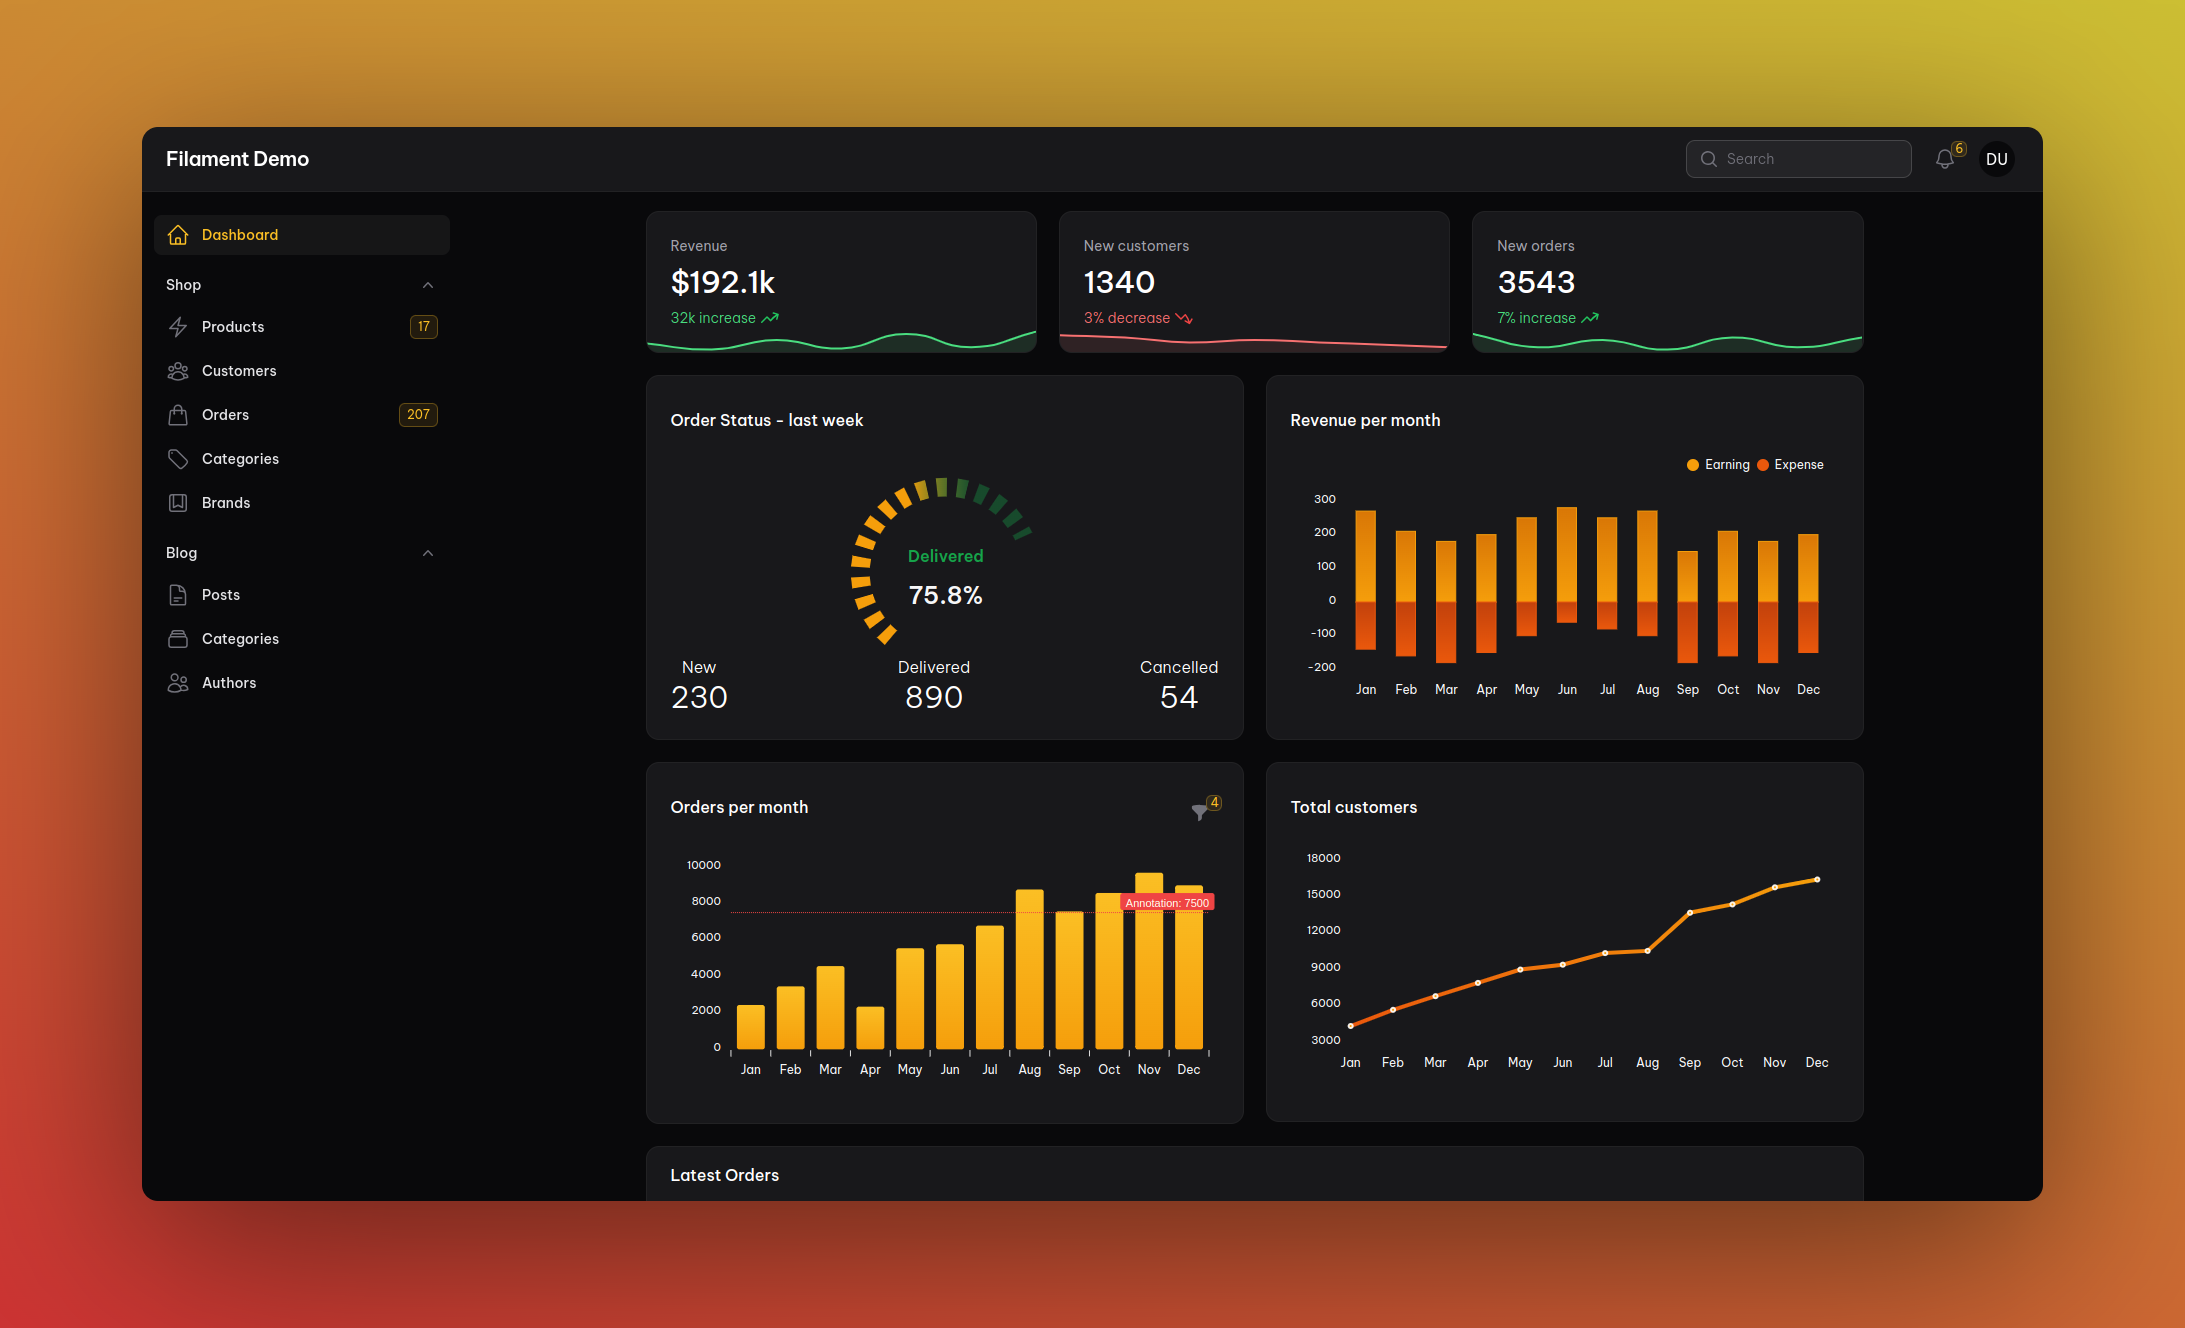 Filament Demo
Search
6
DU
Dashboard
Shop
Products 17
Customers
Orders 207
Categories
Brands
Blog
Posts
Categories
Authors
Revenue
$192.1k
32k increase
New customers
1340
3% decrease
New orders
3543
7% increase
Order Status - last week
Delivered
75.8%
New Delivered Cancelled
230 890 54
Revenue per month
Earning Expense
300
200
100
0
-100
-200
Jan Feb Mar Apr May Jun Jul Aug Sep Oct Nov Dec
Orders per month
4
10000
8000
Annotation: 7500
6000
4000
2000
0
Jan Feb Mar Apr May Jun Jul Aug Sep Oct Nov Dec
Total customers
18000
15000
12000
9000
6000
3000
Jan Feb Mar Apr May Jun Jul Aug Sep Oct Nov Dec
Latest Orders